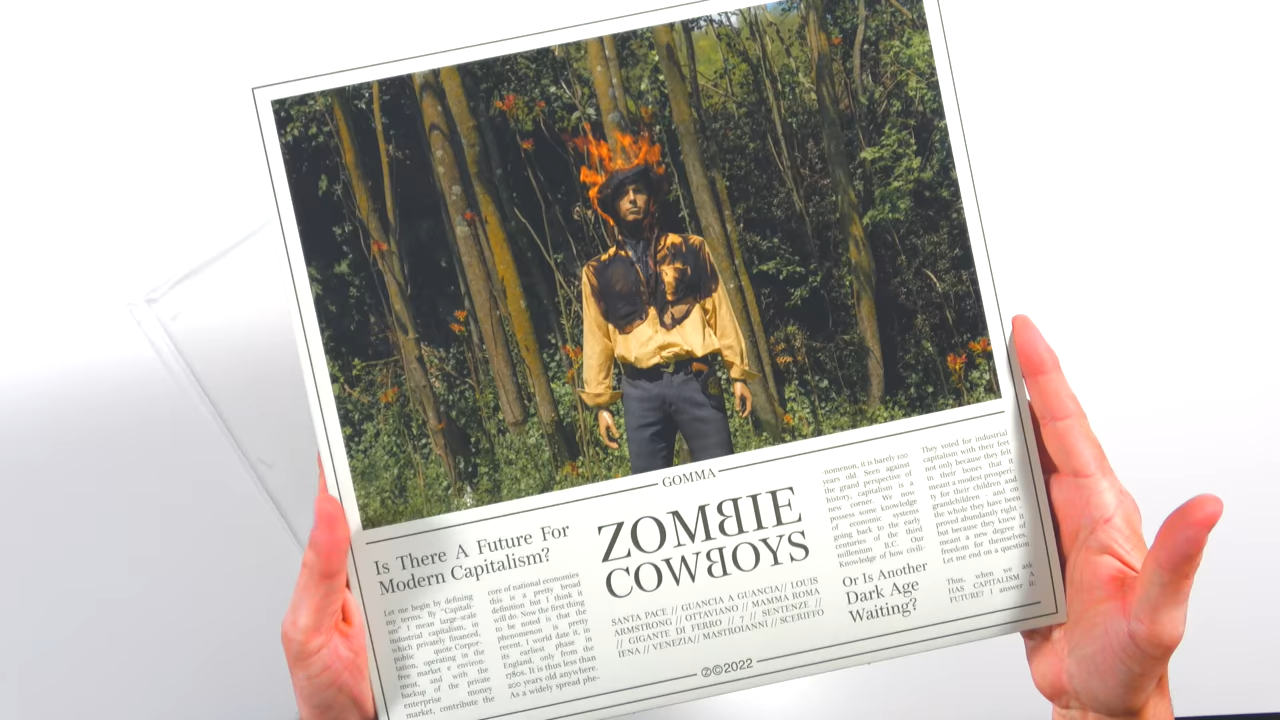 GOMMA
Is There A Future For
Modern Capitalism?
Let me begin by defining
my terms. By "Capitali-
sm" I mean large-scale
industrial capitalism, in
which privately financed,
public quote Corpor-
tation, operating in the
free market e environ-
ment, and with the
backup of the private
enterprise money
market, contribute the
core of national economies
this is a pretty broad
definition but I think it
will do. Now the first thing
to be noted is that the
phenomenon is pretty
recent. I would date it, in
its earliest phase in
England, only from the
1780s. It is thus less than
200 years old anywhere.
As a widely spread phe-
ZOMBIE
COWBOYS
SANTA PACE // GUANCIA A GUANCIA// LOUIS
ARMSTRONG // OTTAVIANO // MAMMA ROMA
// GIGANTE DI FERRO // 7 // SENTENZE //
IENA // VENEZIA// MASTROIANNI // SCERIFFO
nomenon, it is barely 100
years old. Seen against
the grand perspective of
history, capitalism is a
new corner. We now
possess some knowledge
of economic systems
going back to the early
centuries of the third
millenium B.C. Our
Knowledge of how civili-
Or Is Another
Dark Age
Waiting?
They voted for industrial
capitalism with their feet
not only because they felt
in their bones that it
meant a modest prosperi-
ty for their children and
grandchildren - and on
the whole they have been
proved abundantly right -
but because they knew it
meant a new degree of
freedom for themselves.
Let me end on a question
Thus, when we ask
HAS CAPITALISM A
FUTURE? I answer it:
ⓏⒸ2022